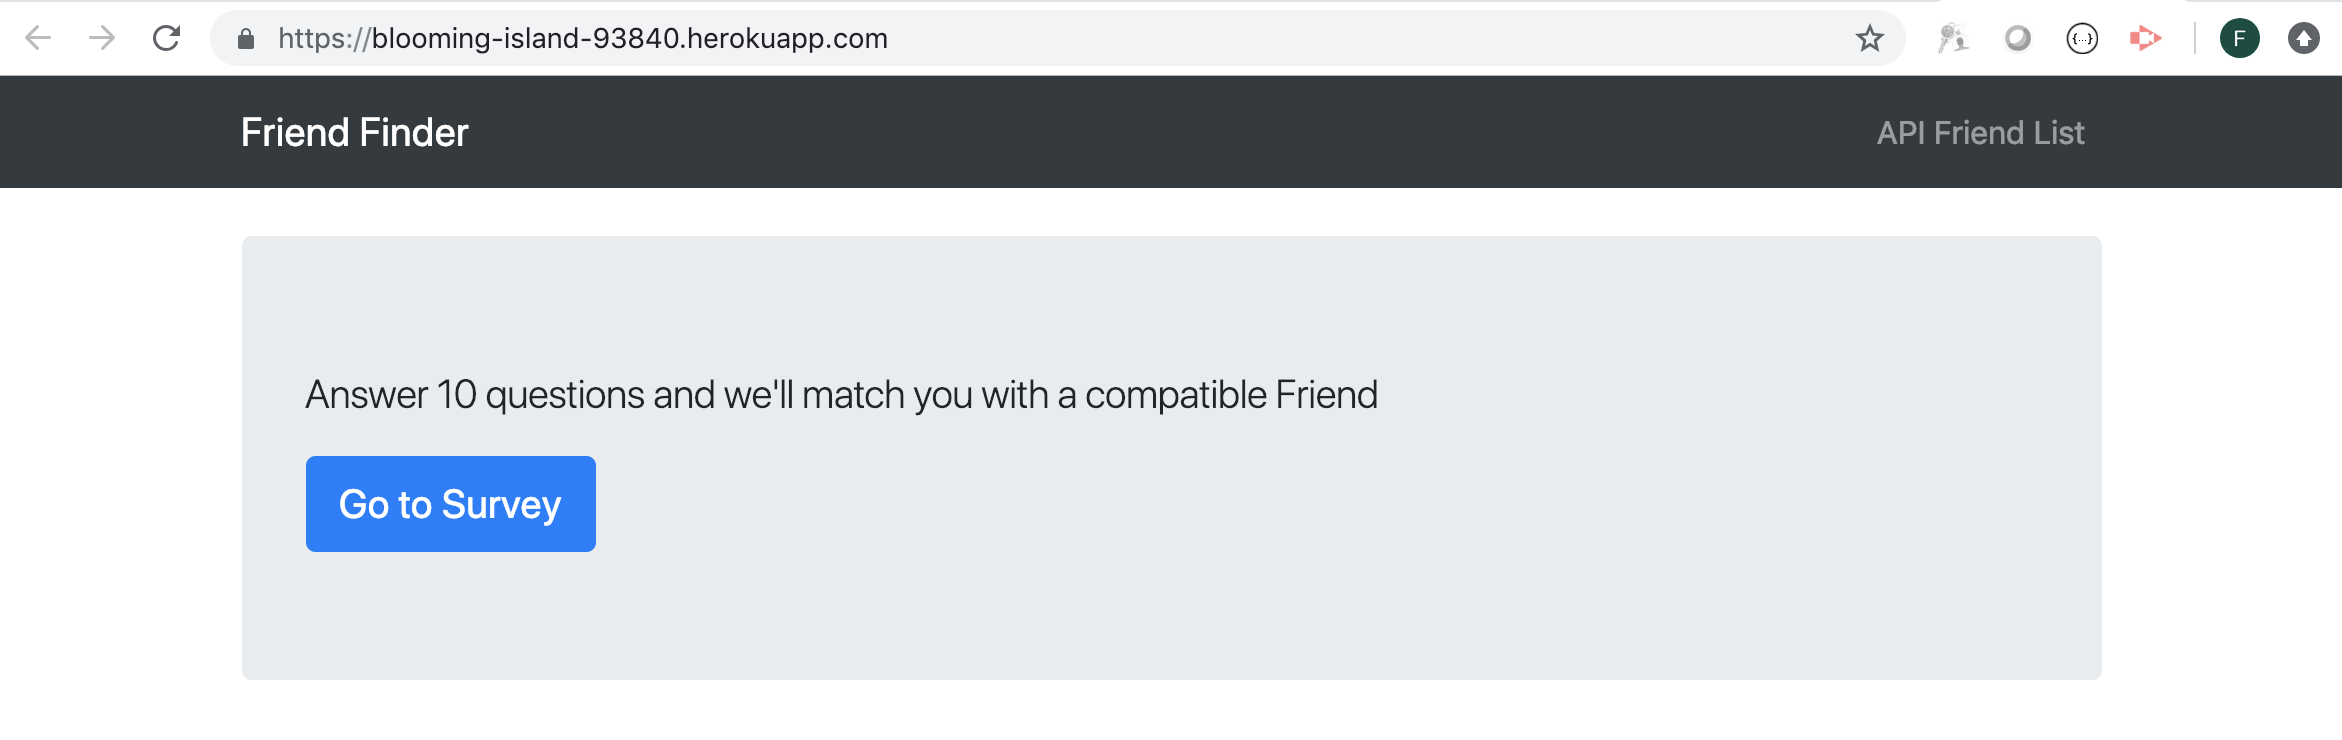 https://blooming-island-93840.herokuapp.com
{...}
F
Friend Finder
API Friend List
Answer 10 questions and we'll match you with a compatible Friend
Go to Survey